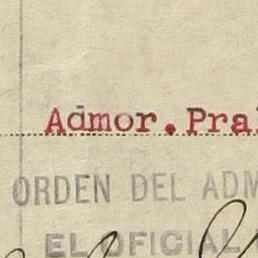 Admor. Pral
ORDEN DEL ADM
EL OFICIAL